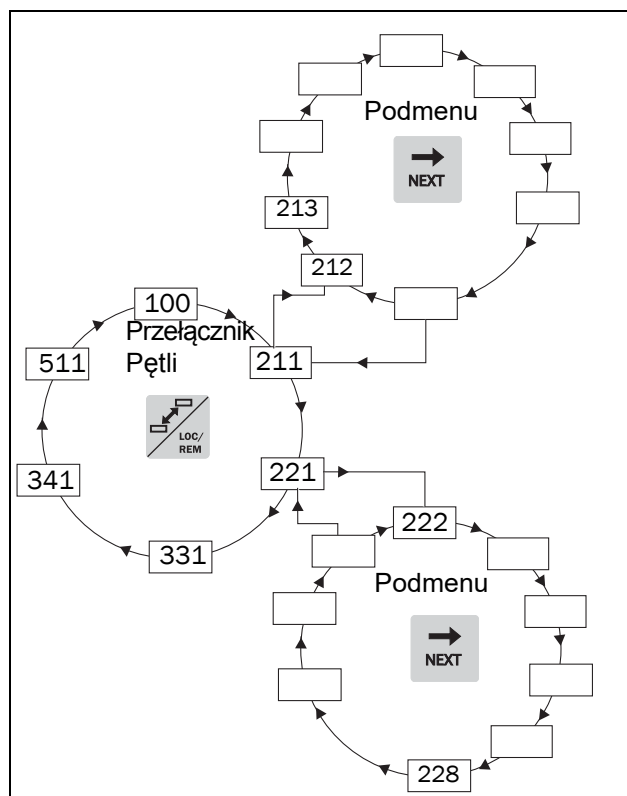 Podmenu
NEXT
213
212
100
Przełącznik
Pętli
511
211
LOC/
REM
341
221
222
331
Podmenu
NEXT
228